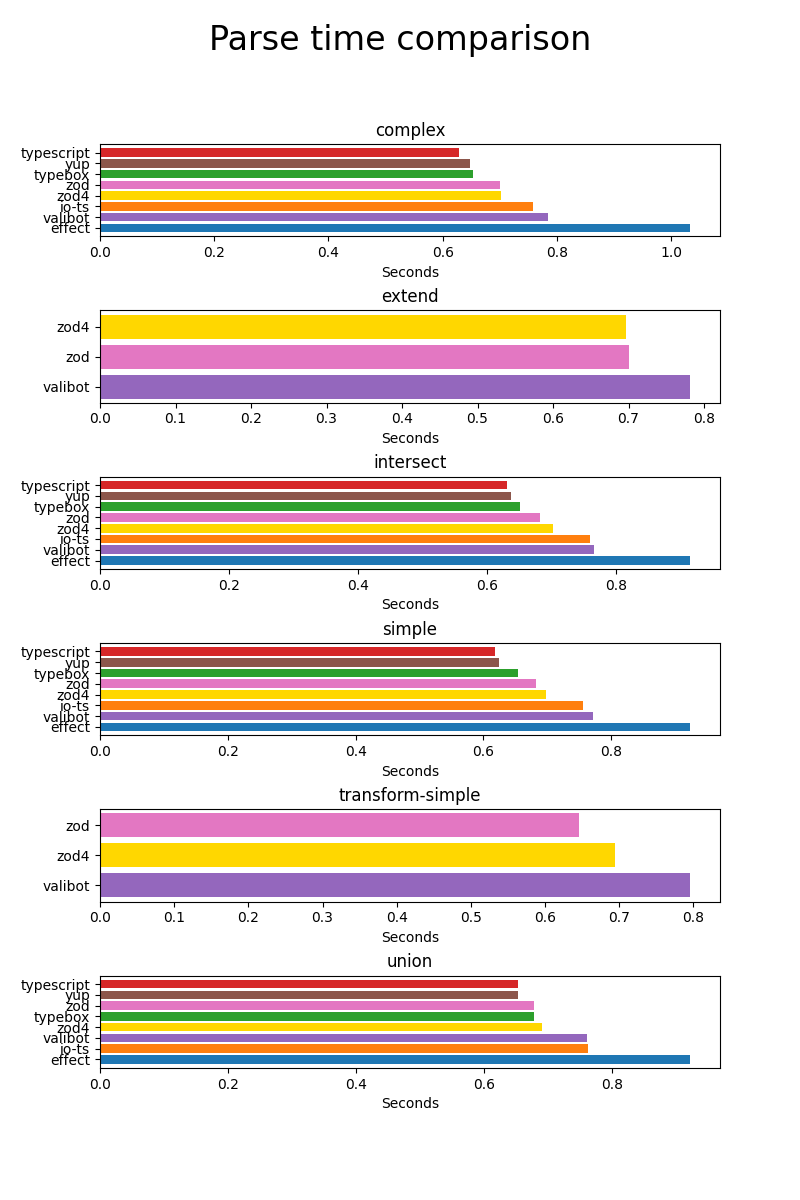 Parse time comparison
complex
typescript
yup
typebox
zod
zod4
io-ts
valibot
effect
0.0 0.2 0.4 0.6 0.8 1.0
Seconds
extend
zod4
zod
valibot
0.0 0.1 0.2 0.3 0.4 0.5 0.6 0.7 0.8
Seconds
intersect
typescript
yup
typebox
zod
zod4
io-ts
valibot
effect
0.0 0.2 0.4 0.6 0.8
Seconds
simple
typescript
yup
typebox
zod
zod4
io-ts
valibot
effect
0.0 0.2 0.4 0.6 0.8
Seconds
transform-simple
zod
zod4
valibot
0.0 0.1 0.2 0.3 0.4 0.5 0.6 0.7 0.8
Seconds
union
typescript
yup
zod
typebox
zod4
valibot
io-ts
effect
0.0 0.2 0.4 0.6 0.8
Seconds